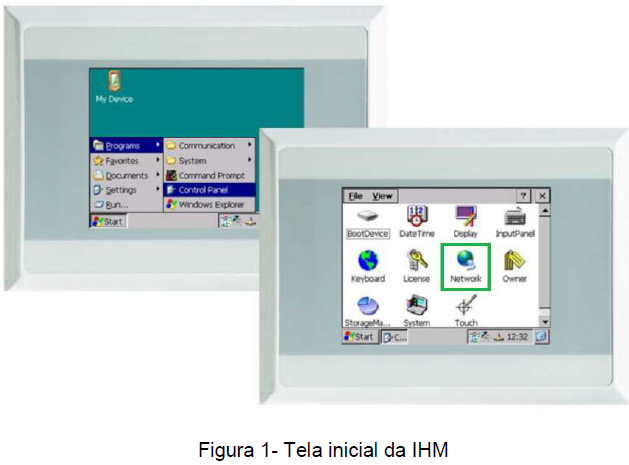 My Device
Programs
Communication
Favorites
System
Documents
Command Prompt
Settings
Control Panel
Run...
Windows Explorer
Start
File View ? ×
BootDevice DateTime Display InputPanel
Keyboard License Network Owner
StorageMa... System Touch
Start C... 12:32
Figura 1- Tela inicial da IHM